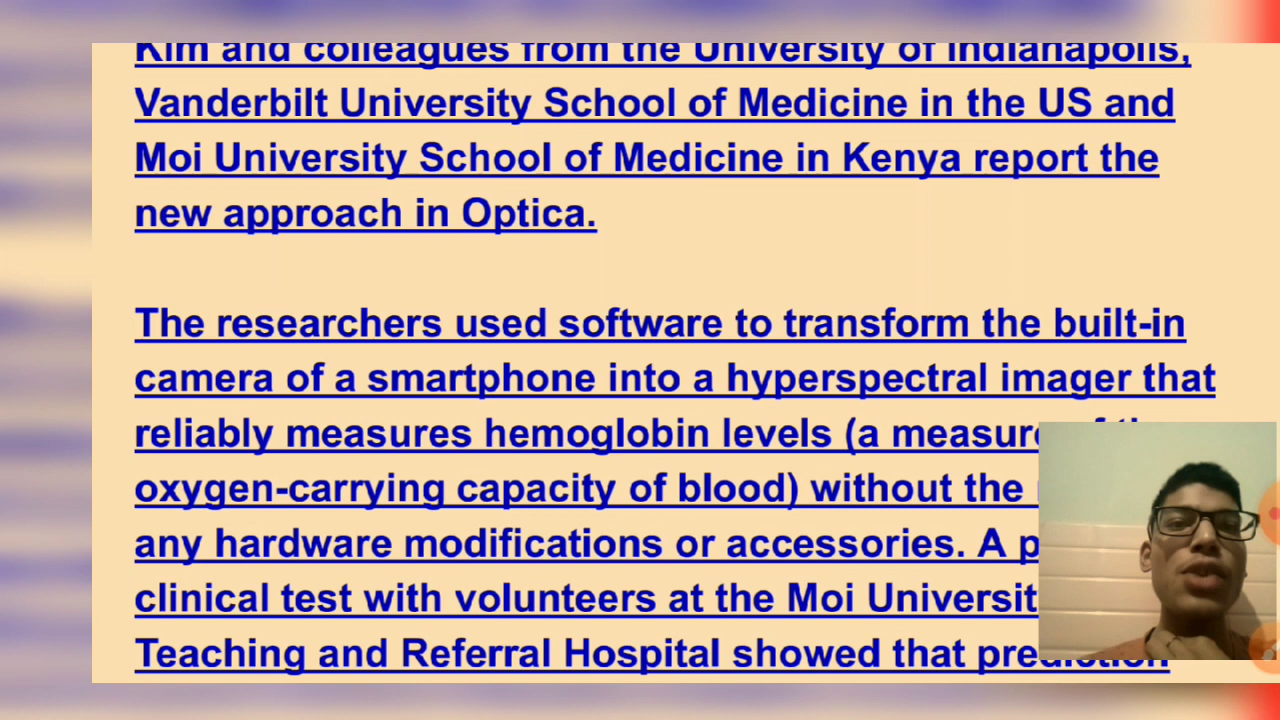 Kim and colleagues from the University of Indianapolis,
Vanderbilt University School of Medicine in the US and
Moi University School of Medicine in Kenya report the
new approach in Optica.
The researchers used software to transform the built-in
camera of a smartphone into a hyperspectral imager that
reliably measures hemoglobin levels (a measure
oxygen-carrying capacity of blood) without the
any hardware modifications or accessories. A
clinical test with volunteers at the Moi
Teaching and Referral Hospital showed that prediction